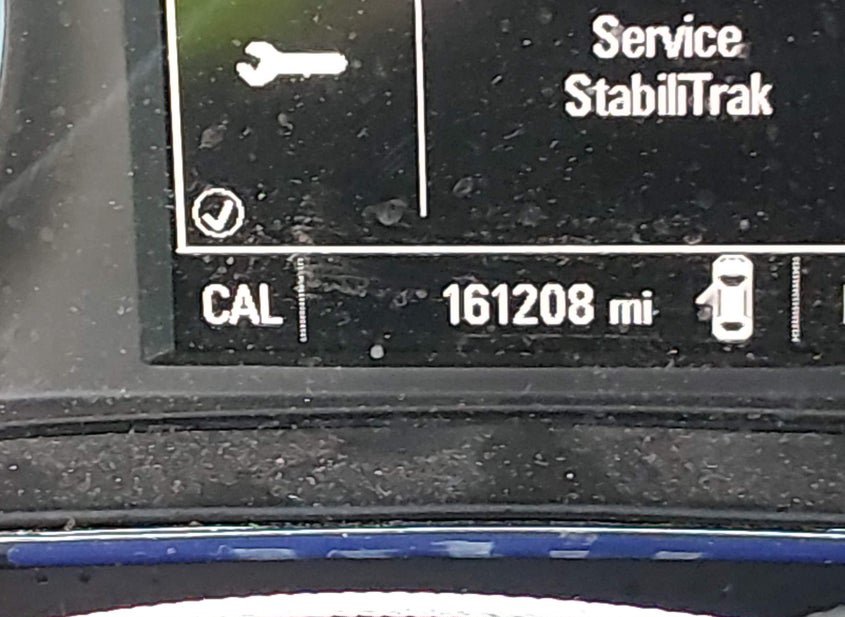 Service
StabiliTrak
CAL
161208 mi